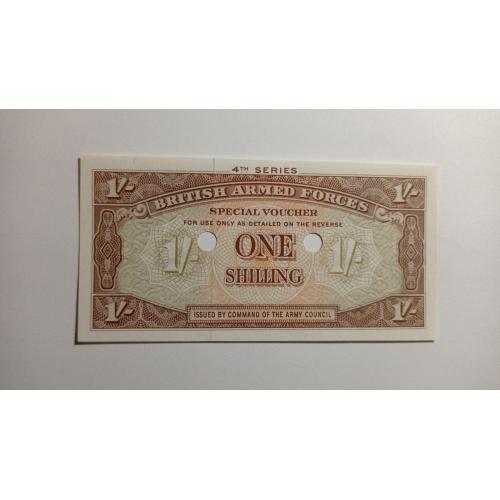 4TH SERIES
1/- BRITISH ARMED FORCES 1/-
SPECIAL VOUCHER
FOR USE ONLY AS DETAILED ON THE REVERSE
1/- ONE 1/-
SHILLING
1/- ISSUED BY COMMAND OF THE ARMY COUNCIL 1/-